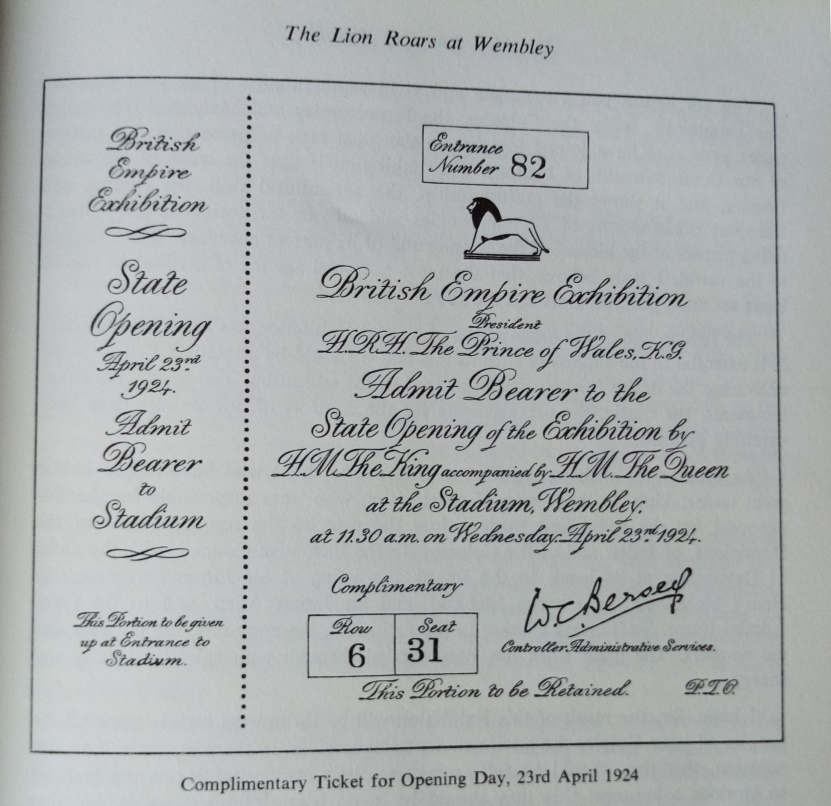 The Lion Roars at Wembley
British
Empire
Exhibition
State
Opening
April 23rd
1924.
Admit
Bearer
to
Stadium
This Portion to be given
up at Entrance to
Stadium.
Entrance
Number 82
British Empire Exhibition
President
H.R.H. The Prince of Wales, K.G.
Admit Bearer to the
State Opening of the Exhibition by
H.M. The King accompanied by H.M. The Queen
at the Stadium, Wembley.
at 11.30 a.m. on Wednesday. April 23rd 1924.
Complimentary
Row
6
Seat
31
Controller. Administrative Services.
This Portion to be Retained. P.T.O.
Complimentary Ticket for Opening Day, 23rd April 1924